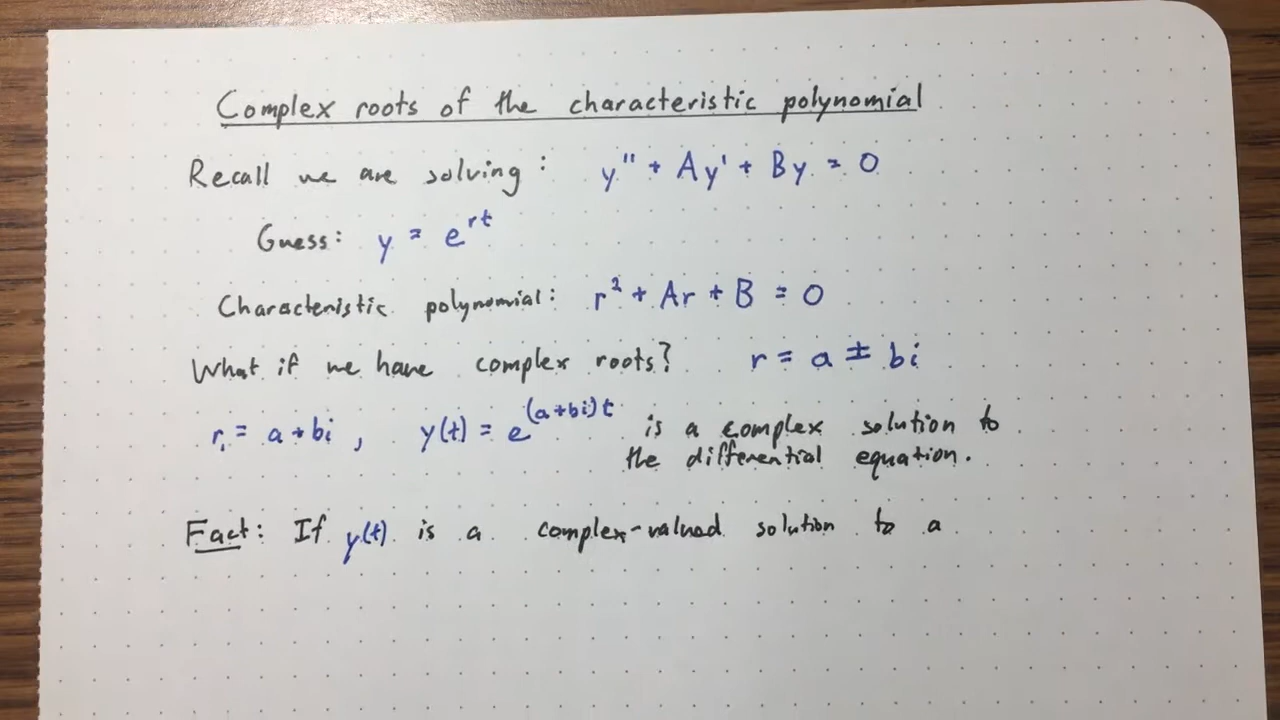 Complex roots of the characteristic polynomial
Recall we are solving: y'' + Ay' + By = 0
Guess: y = e^{rt}
Characteristic polynomial: r² + Ar + B = 0
What if we have complex roots? r = a ± bi
r₁ = a+bi, y(t) = e^{(a+bi)t} is a complex solution to
the differential equation.
Fact: If y(t) is a complex-valued solution to a